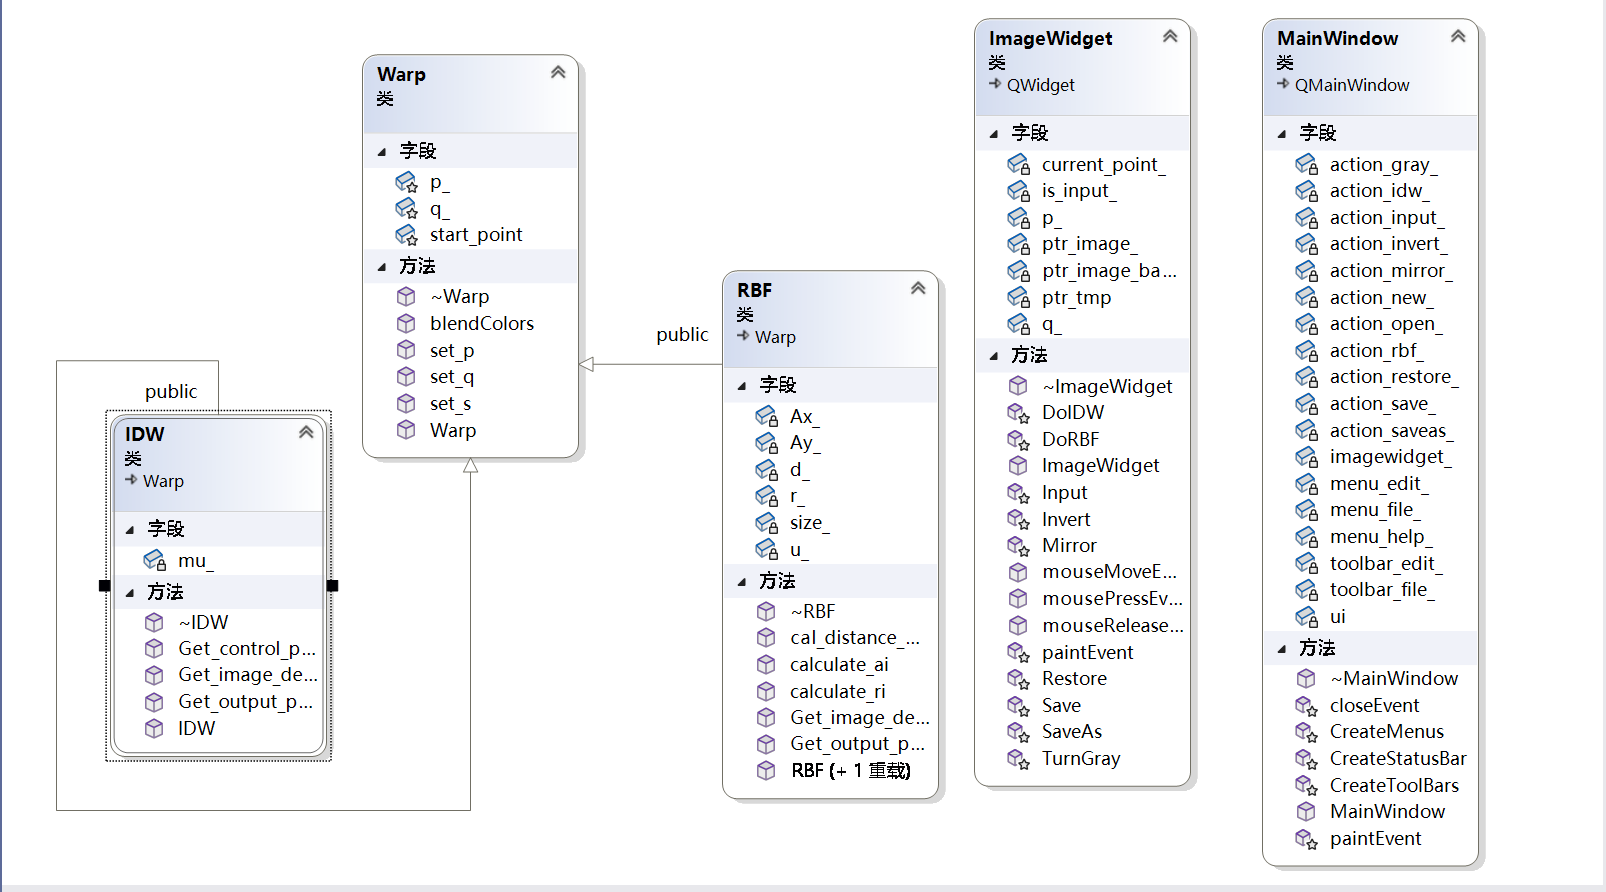 Warp
类
字段
p_
q_
start_point
方法
~Warp
blendColors
set_p
set_q
set_s
Warp
public
IDW
类
Warp
字段
mu_
方法
~IDW
Get_control_p...
Get_image_de...
Get_output_p...
IDW
public
RBF
类
Warp
字段
Ax_
Ay_
d_
r_
size_
u_
方法
~RBF
cal_distance_...
calculate_ai
calculate_ri
Get_image_de...
Get_output_p...
RBF (+ 1 重载)
ImageWidget
类
QWidget
字段
current_point_
is_input_
p_
ptr_image_
ptr_image_ba...
ptr_tmp
q_
方法
~ImageWidget
DoIDW
DoRBF
ImageWidget
Input
Invert
Mirror
mouseMoveE...
mousePressEv...
mouseRelease...
paintEvent
Restore
Save
SaveAs
TurnGray
MainWindow
类
QMainWindow
字段
action_gray_
action_idw_
action_input_
action_invert_
action_mirror_
action_new_
action_open_
action_rbf_
action_restore_
action_save_
action_saveas_
imagewidget_
menu_edit_
menu_file_
menu_help_
toolbar_edit_
toolbar_file_
ui
方法
~MainWindow
closeEvent
CreateMenus
CreateStatusBar
CreateToolBars
MainWindow
paintEvent